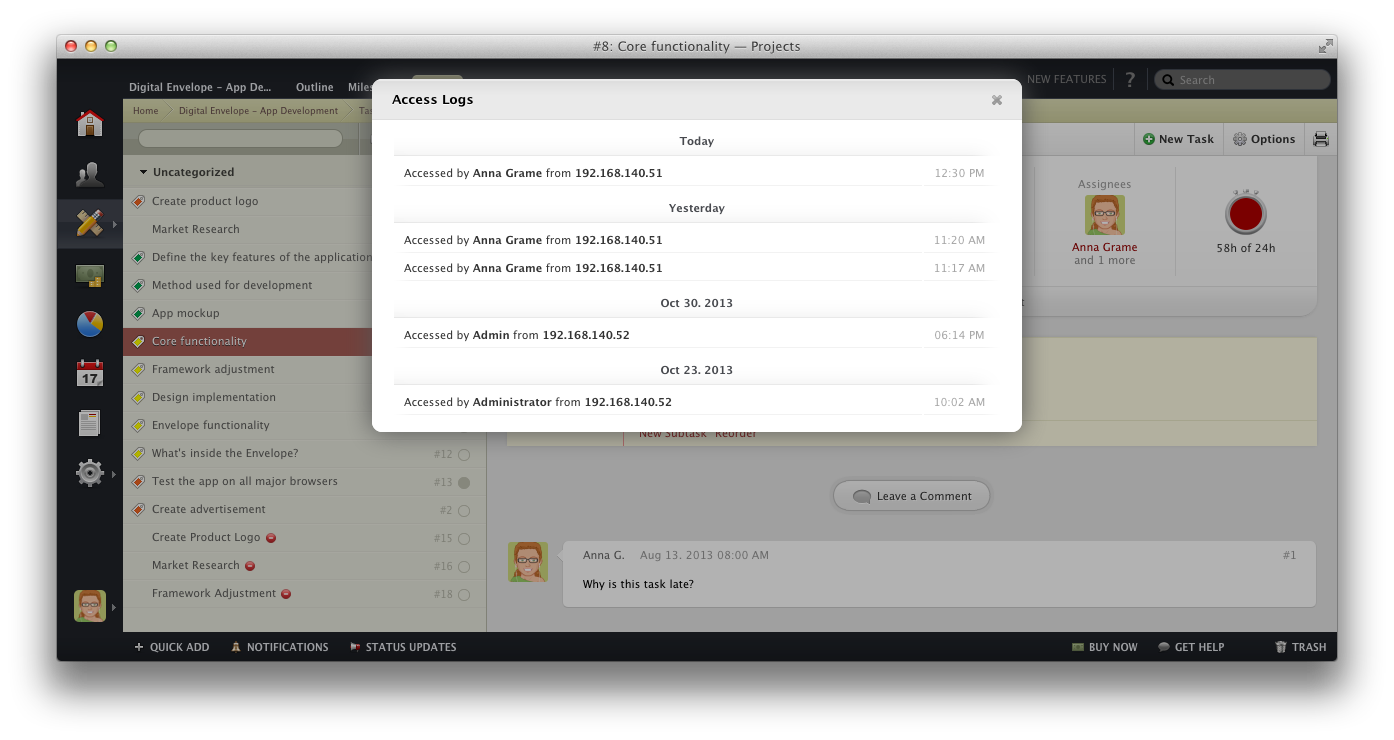 #8: Core functionality — Projects
Digital Envelope – App De...
Outline
Miles
NEW FEATURES
?
Search
Home
Digital Envelope – App Development
Access Logs
Today
Accessed by Anna Grame from 192.168.140.51 12:30 PM
Yesterday
Accessed by Anna Grame from 192.168.140.51 11:20 AM
Accessed by Anna Grame from 192.168.140.51 11:17 AM
Oct 30. 2013
Accessed by Admin from 192.168.140.52 06:14 PM
Oct 23. 2013
Accessed by Administrator from 192.168.140.52 10:02 AM
New Task
Options
Assignees
Anna Grame
and 1 more
58h of 24h
17
Uncategorized
Create product logo
Market Research
Define the key features of the application
Method used for development
App mockup
Core functionality
Framework adjustment
Design implementation
Envelope functionality
What's inside the Envelope? #12
Test the app on all major browsers #13
Create advertisement #2
Create Product Logo #15
Market Research #16
Framework Adjustment #18
New Subtask Reorder
Leave a Comment
Anna G. Aug 13. 2013 08:00 AM #1
Why is this task late?
QUICK ADD
NOTIFICATIONS
STATUS UPDATES
BUY NOW
GET HELP
TRASH